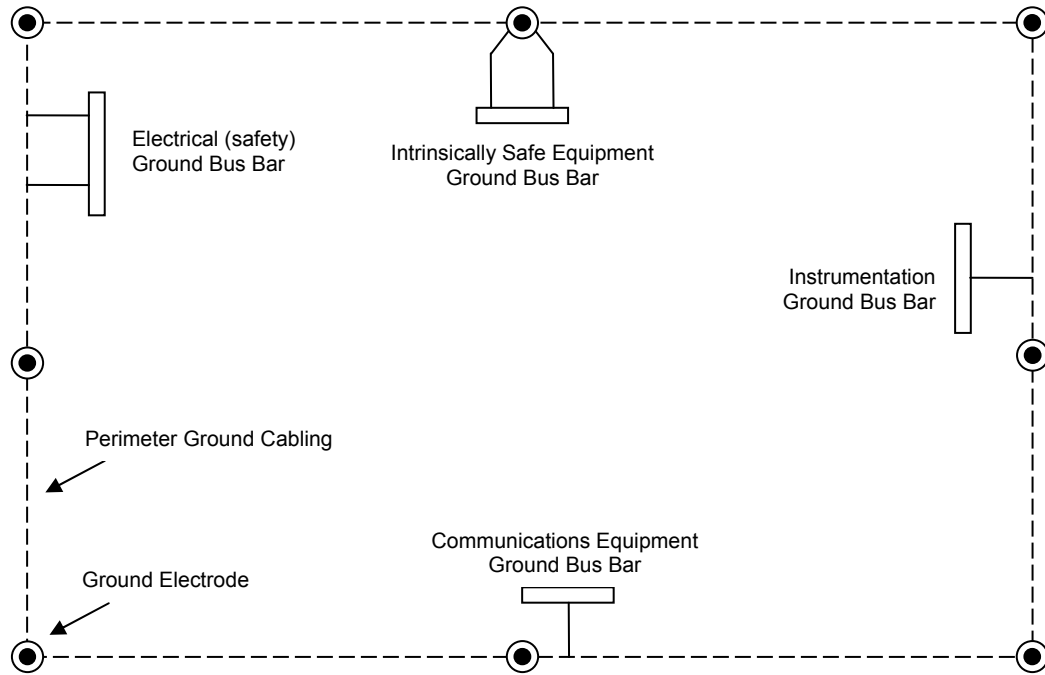 Electrical (safety)
Ground Bus Bar
Intrinsically Safe Equipment
Ground Bus Bar
Instrumentation
Ground Bus Bar
Perimeter Ground Cabling
Communications Equipment
Ground Bus Bar
Ground Electrode